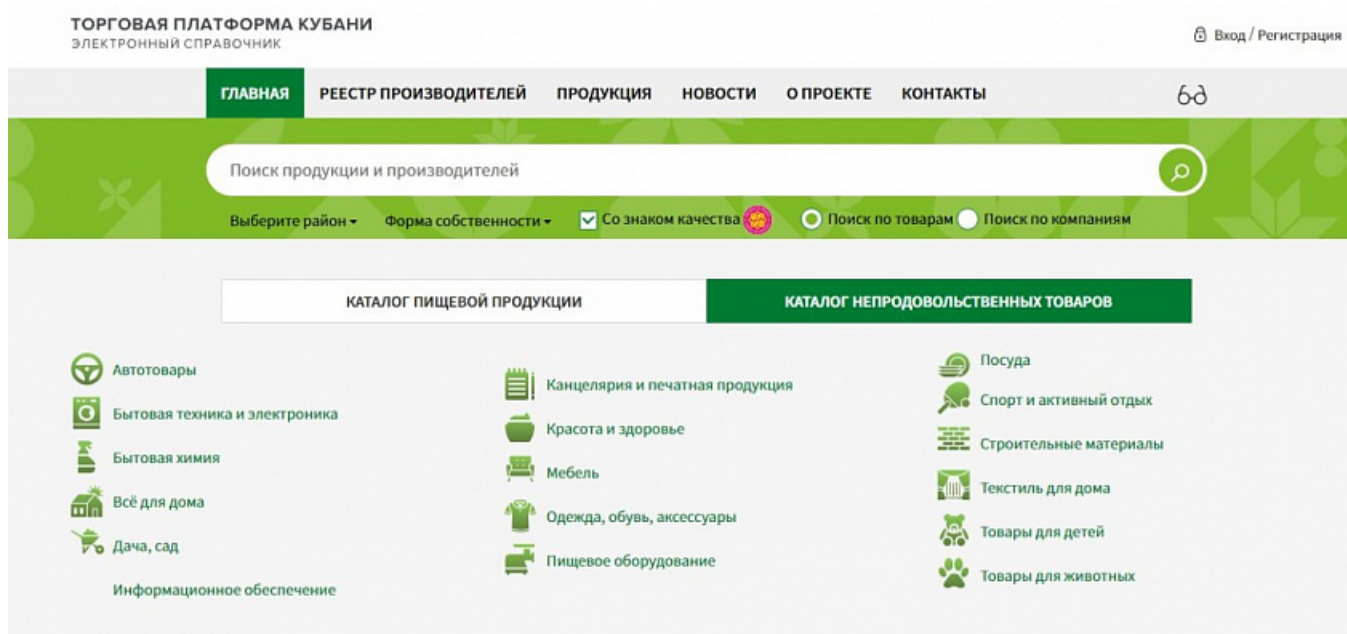 ТОРГОВАЯ ПЛАТФОРМА КУБАНИ
ЭЛЕКТРОННЫЙ СПРАВОЧНИК
Вход / Регистрация
ГЛАВНАЯ РЕЕСТР ПРОИЗВОДИТЕЛЕЙ ПРОДУКЦИЯ НОВОСТИ О ПРОЕКТЕ КОНТАКТЫ
Поиск продукции и производителей
Выберите район Форма собственности Со знаком качества Поиск по товарам Поиск по компаниям
КАТАЛОГ ПИЩЕВОЙ ПРОДУКЦИИ КАТАЛОГ НЕПРОДОВОЛЬСТВЕННЫХ ТОВАРОВ
Автотовары
Бытовая техника и электроника
Бытовая химия
Всё для дома
Дача, сад
Информационное обеспечение
Канцелярия и печатная продукция
Красота и здоровье
Мебель
Одежда, обувь, аксессуары
Пищевое оборудование
Посуда
Спорт и активный отдых
Строительные материалы
Текстиль для дома
Товары для детей
Товары для животных